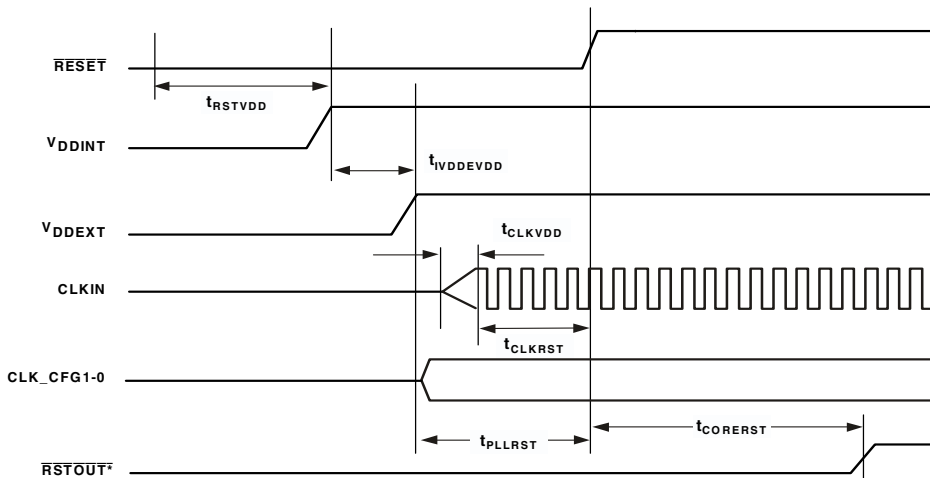 RESET
tRSTVDD
VDDINT
tIVDDEVDD
VDDEXT
tCLKVDD
CLKIN
tCLKRST
CLK_CFG1-0
tPLLRST
tCORERST
RSTOUT*